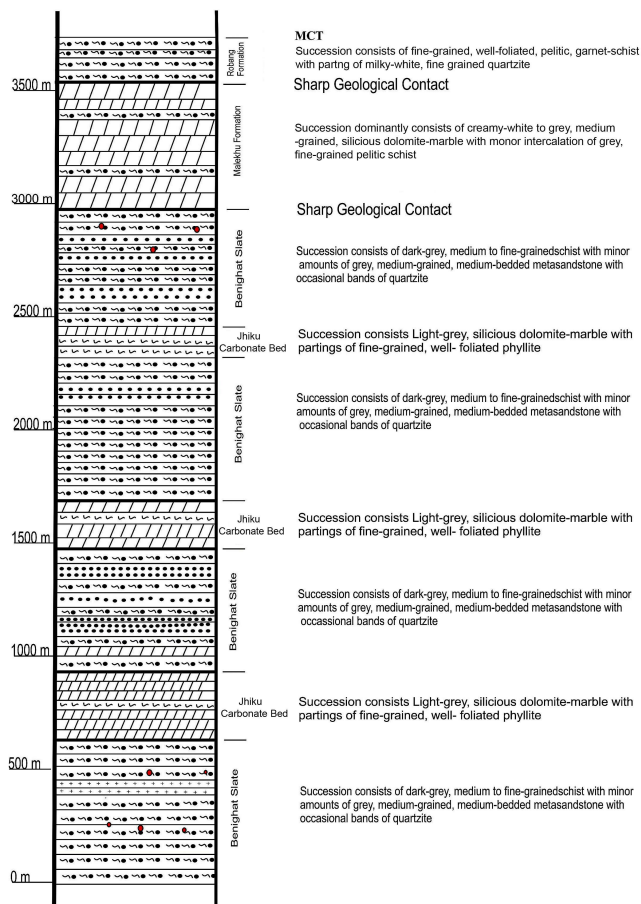 MCT
Succession consists of fine-grained, well-foliated, pelitic, garnet-schist
with partng of milky-white, fine grained quartzite
Robang
Formation
3500 m
Sharp Geological Contact
Malekhu Formation
Succession dominantly consists of creamy-white to grey, medium
-grained, silicious dolomite-marble with monor intercalation of grey,
fine-grained pelitic schist
3000 m
Sharp Geological Contact
Benighat Slate
Succession consists of dark-grey, medium to fine-grainedschist with minor
amounts of grey, medium-grained, medium-bedded metasandstone with
occasional bands of quartzite
2500 m
Jhiku
Carbonate Bed
Succession consists Light-grey, silicious dolomite-marble with
partings of fine-grained, well- foliated phyllite
Benighat Slate
Succession consists of dark-grey, medium to fine-grainedschist with minor
amounts of grey, medium-grained, medium-bedded metasandstone with
occasional bands of quartzite
2000 m
Jhiku
Carbonate Bed
Succession consists Light-grey, silicious dolomite-marble with
partings of fine-grained, well- foliated phyllite
1500 m
Benighat Slate
Succession consists of dark-grey, medium to fine-grainedschist with minor
amounts of grey, medium-grained, medium-bedded metasandstone with
occassional bands of quartzite
1000 m
Jhiku
Carbonate Bed
Succession consists Light-grey, silicious dolomite-marble with
partings of fine-grained, well- foliated phyllite
500 m
Benighat Slate
Succession consists of dark-grey, medium to fine-grainedschist with minor
amounts of grey, medium-grained, medium-bedded metasandstone with
occasional bands of quartzite
0 m